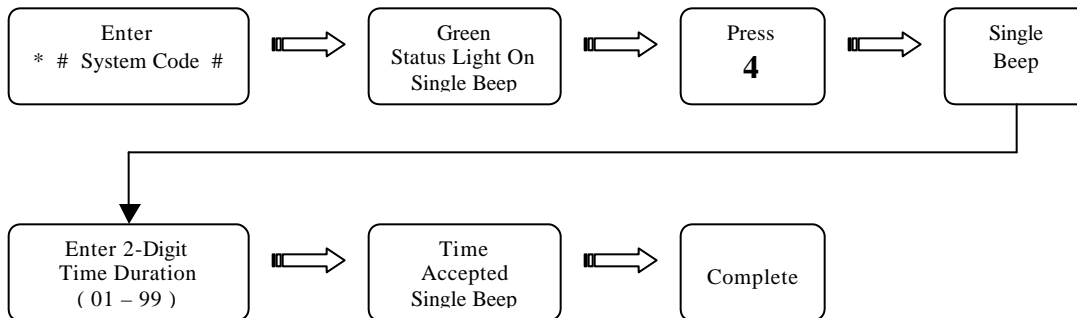 Enter
* # System Code #
Green
Status Light On
Single Beep
Press
4
Single
Beep
Enter 2-Digit
Time Duration
( 01 – 99 )
Time
Accepted
Single Beep
Complete